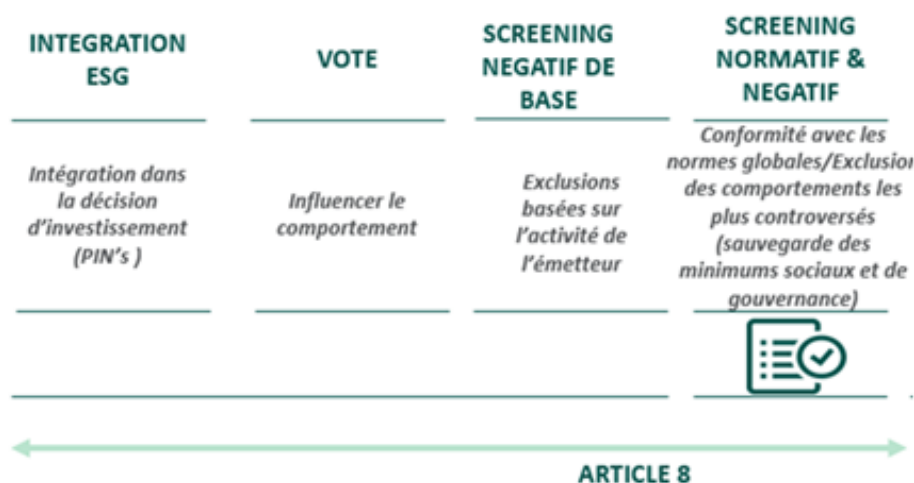 INTEGRATION
ESG
VOTE
SCREENING
NEGATIF DE
BASE
SCREENING
NORMATIF &
NEGATIF
Intégration dans
la décision
d'investissement
(PIN's )
Influencer le
comportement
Exclusions
basées sur
l'activité de
l'émetteur
Conformité avec les
normes globales/Exclusion
des comportements les
plus controversés
(sauvegarde des
minimums sociaux et de
gouvernance)
ARTICLE 8